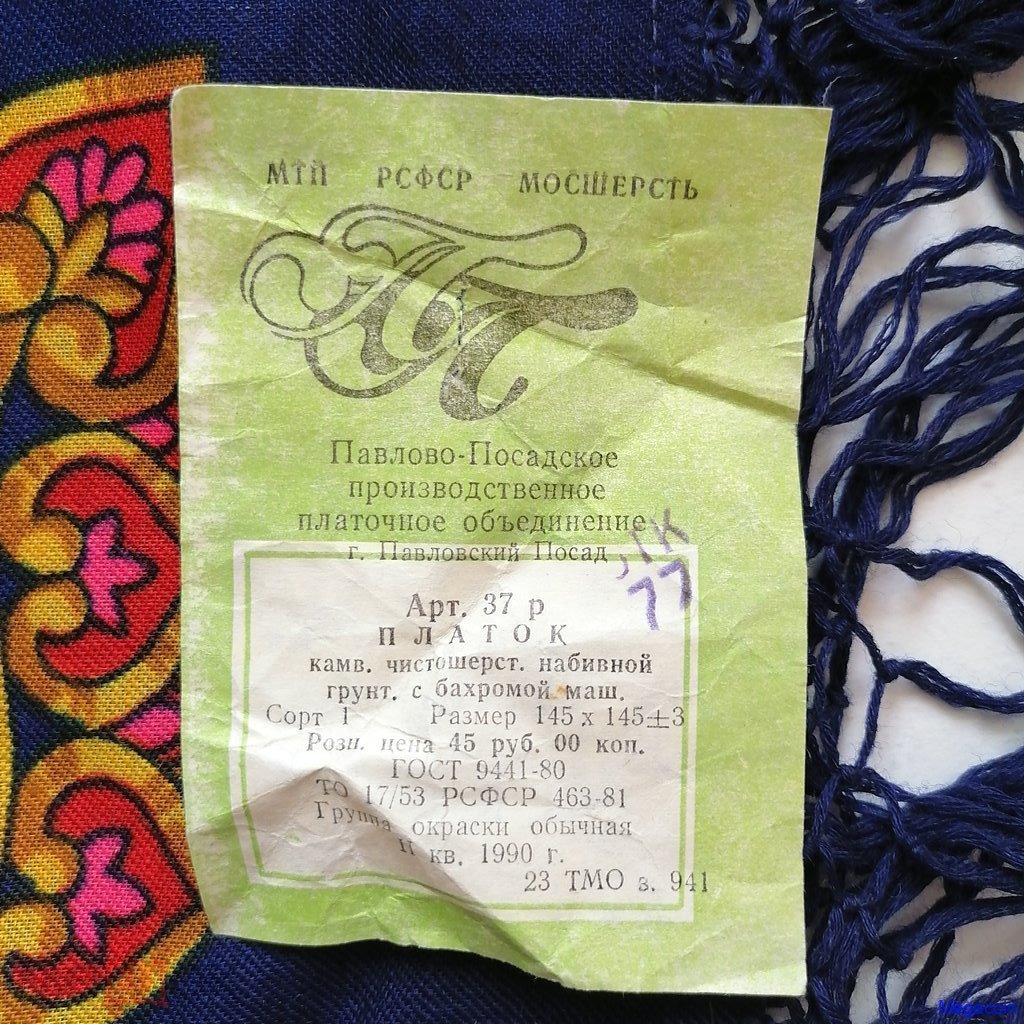 МТП РСФСР МОСШЕРСТЬ
Павлово-Посадское
производственное
платочное объединение
г. Павловский Посад
77
Арт. 37 р
ПЛАТОК
камв. чистошерст. набивной
грунт. с бахромой маш.
Сорт 1 Размер 145 х 145±3
Розн. цена 45 руб. 00 коп.
ГОСТ 9441-80
ТО 17/53 РСФСР 463-81
Группа окраски обычная
II кв. 1990 г.
23 ТМО з. 941